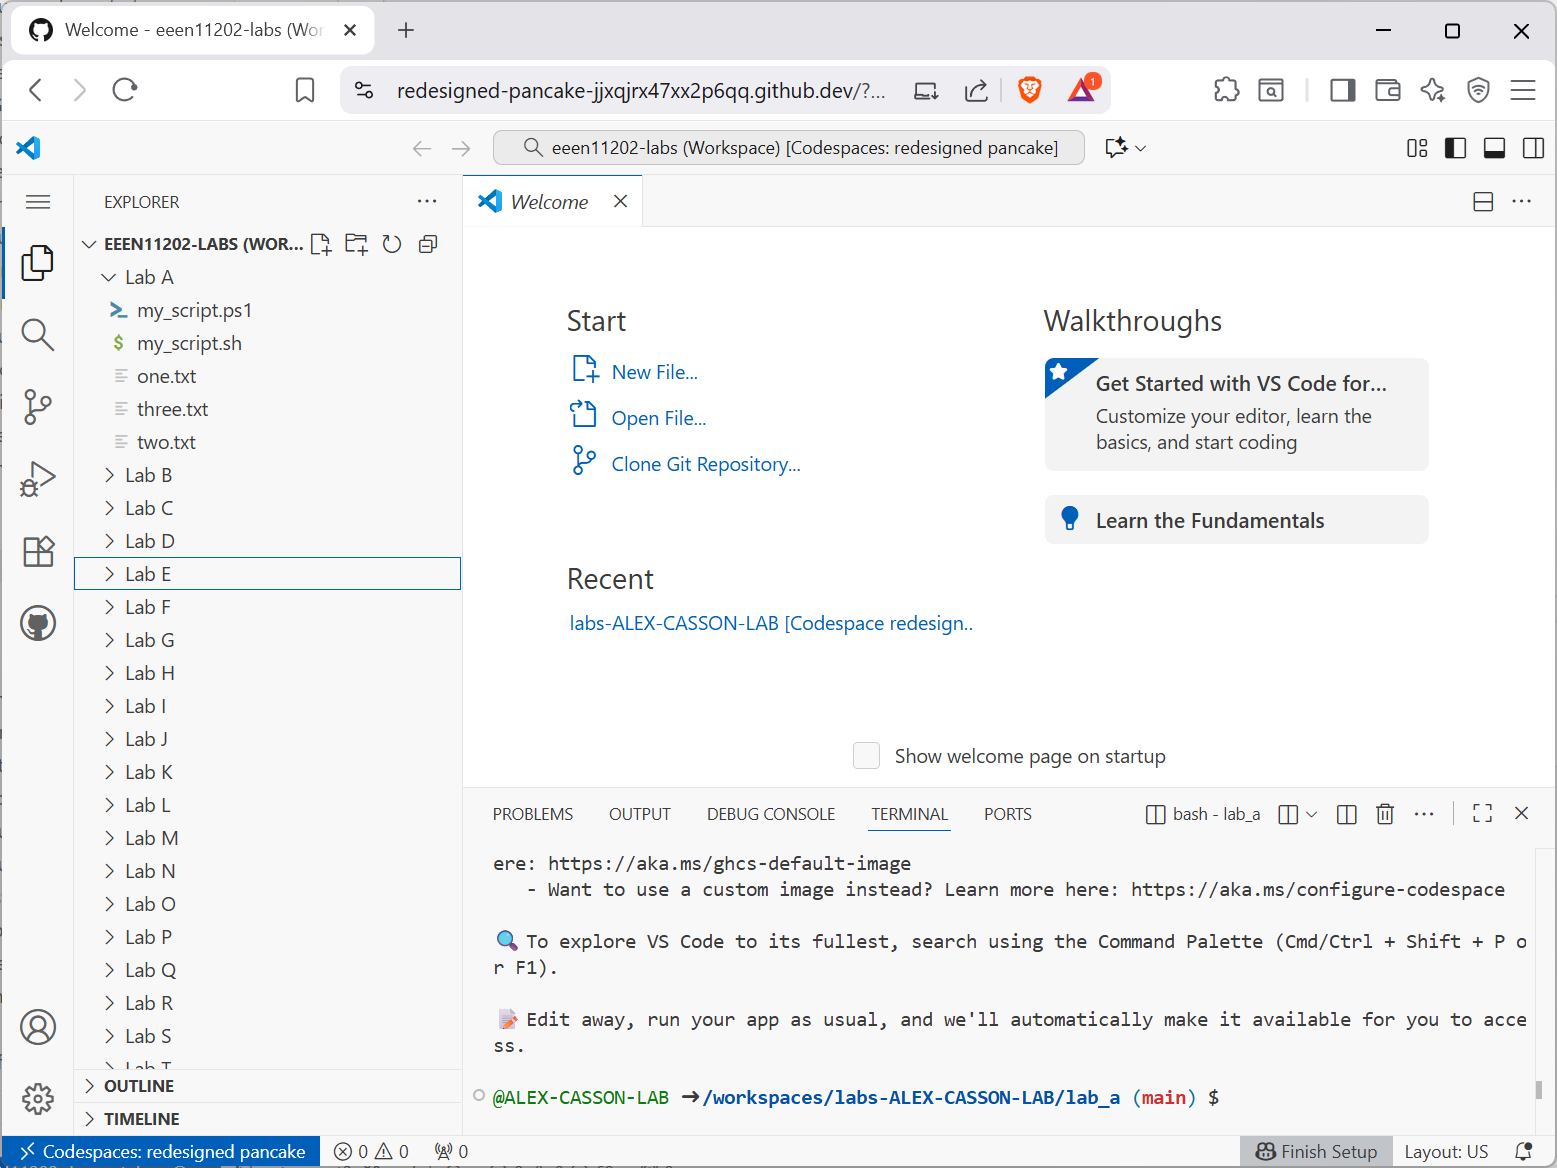 Welcome - eeen11202-labs (Wor
redesigned-pancake-jjxqjrx47xx2p6qq.github.dev/?...
1
eeen11202-labs (Workspace) [Codespaces: redesigned pancake]
EXPLORER
EEEN11202-LABS (WOR...
Lab A
my_script.ps1
my_script.sh
one.txt
three.txt
two.txt
Lab B
Lab C
Lab D
Lab E
Lab F
Lab G
Lab H
Lab I
Lab J
Lab K
Lab L
Lab M
Lab N
Lab O
Lab P
Lab Q
Lab R
Lab S
Lab T
OUTLINE
TIMELINE
Welcome
Start
New File...
Open File...
Clone Git Repository...
Recent
labs-ALEX-CASSON-LAB [Codespace redesign..
Walkthroughs
Get Started with VS Code for...
Customize your editor, learn the
basics, and start coding
Learn the Fundamentals
Show welcome page on startup
PROBLEMS OUTPUT DEBUG CONSOLE TERMINAL PORTS
bash - lab_a
ere: https://aka.ms/ghcs-default-image
- Want to use a custom image instead? Learn more here: https://aka.ms/configure-codespace
To explore VS Code to its fullest, search using the Command Palette (Cmd/Ctrl + Shift + P o
r F1).
Edit away, run your app as usual, and we'll automatically make it available for you to acce
ss.
@ALEX-CASSON-LAB ➜/workspaces/labs-ALEX-CASSON-LAB/lab_a (main) $
Codespaces: redesigned pancake 0 0 0 Finish Setup Layout: US